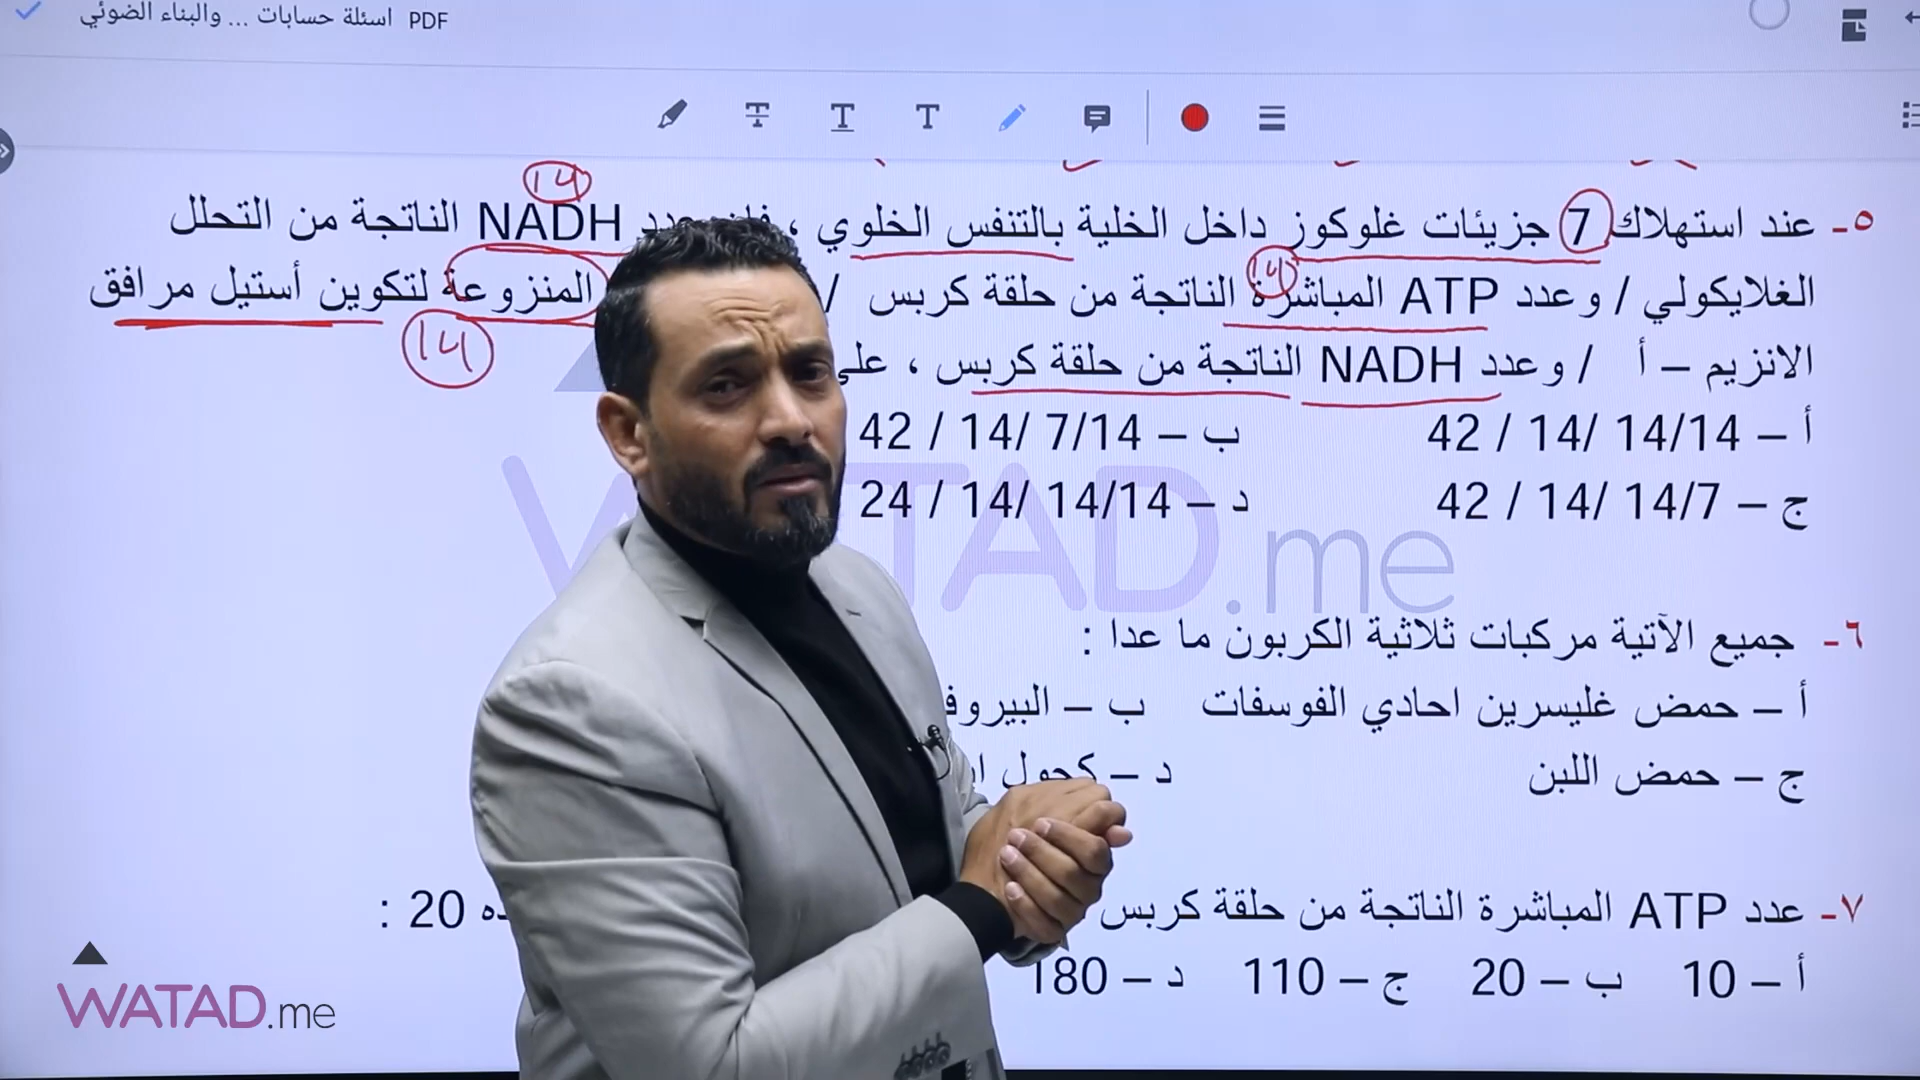 اسئلة حسابات ... والبناء الضوئي PDF
14
٥- عند استهلاك 7 جزيئات غلوكوز داخل الخلية بالتنفس الخلوي ، NADH الناتجة من التحلل
14
الغلايكولي / وعدد ATP المباشرة الناتجة من حلقة كربس / المنزوعة لتكوين أستيل مرافق
14
الانزيم – أ / وعدد NADH الناتجة من حلقة كربس ،
أ – 14/14 /14 / 42 ب – 7/14 /14 / 42
ج – 14/7 /14 / 42 د – 14/14 /14 / 24
WATAD.me
٦- جميع الآتية مركبات ثلاثية الكربون ما عدا :
أ – حمض غليسرين احادي الفوسفات ب –
ج – حمض اللبن د – كحول
٧- عدد ATP المباشرة الناتجة من حلقة كربس 20 :
أ – 10 ب – 20 ج – 110 د – 180
WATAD.me